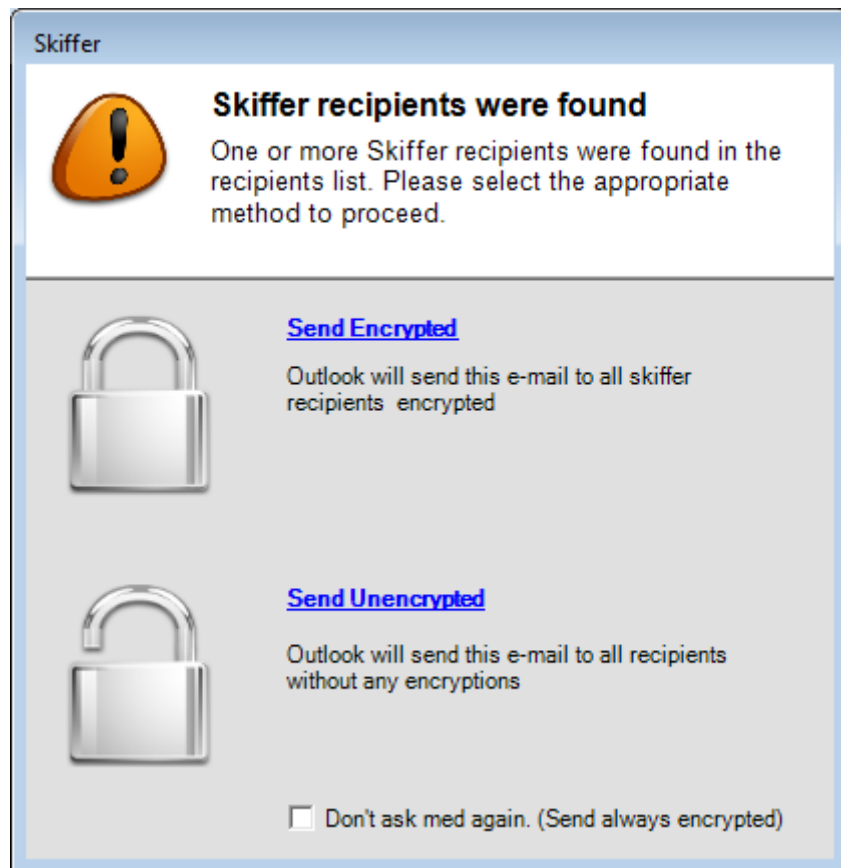 Skiffer
Skiffer recipients were found
One or more Skiffer recipients were found in the
recipients list. Please select the appropriate
method to proceed.
Send Encrypted
Outlook will send this e-mail to all skiffer
recipients  encrypted
Send Unencrypted
Outlook will send this e-mail to all recipients
without any encryptions
Don't ask med again. (Send always encrypted)